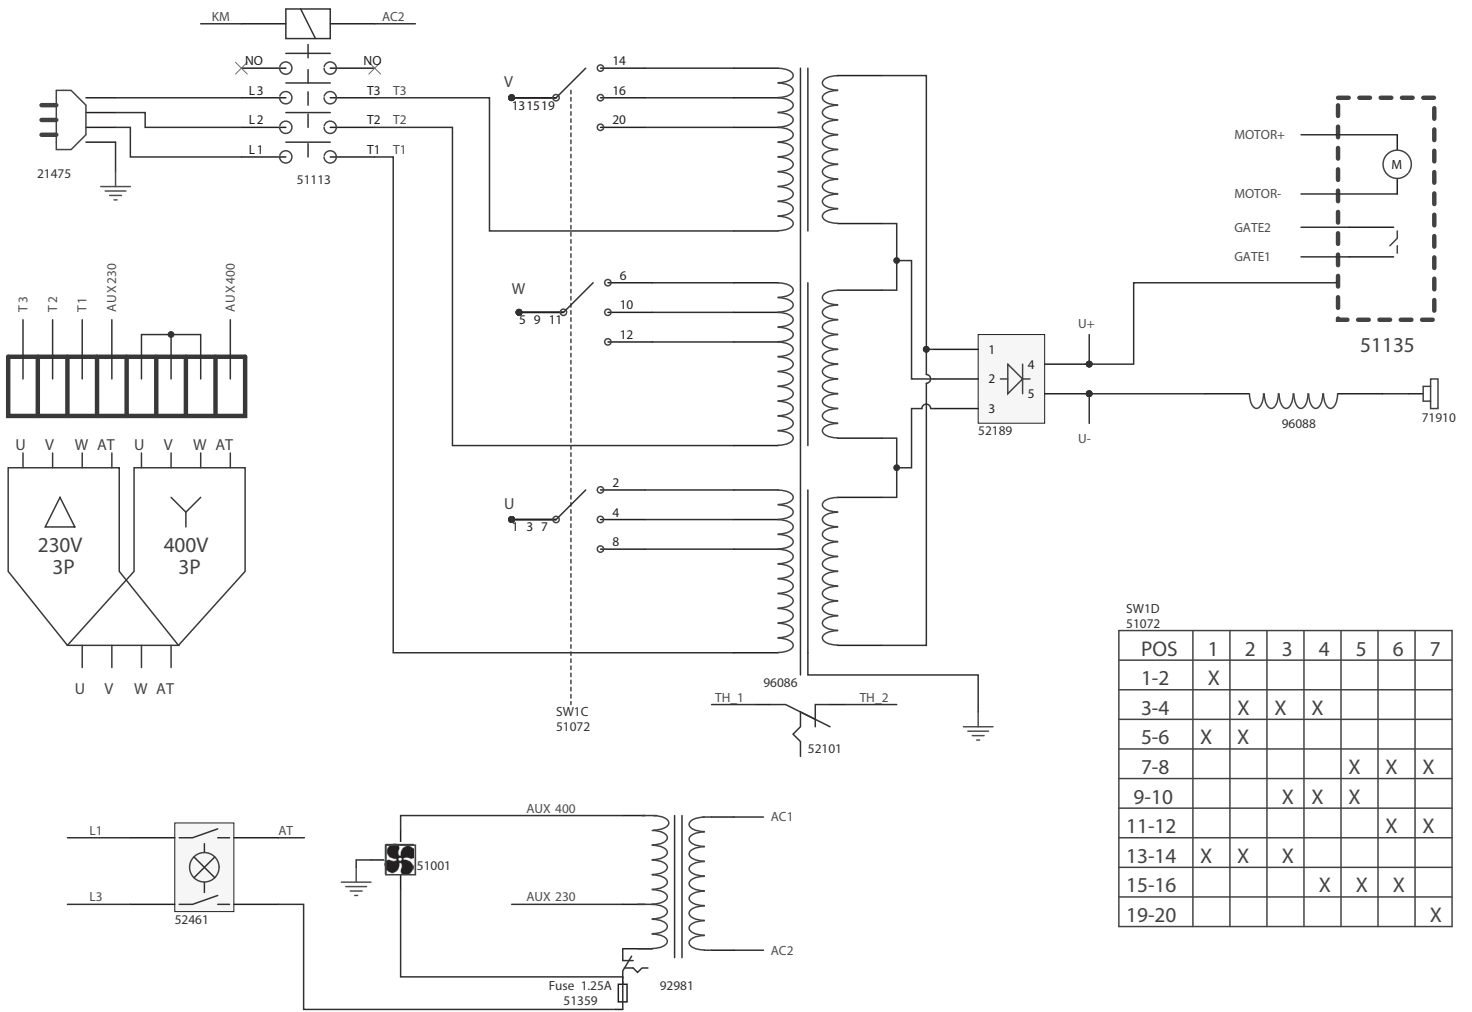 KM
AC2
NO
NO
L3
T3
T3
L2
T2
T2
L1
T1
T1
21475
51113
V
131519
14
16
20
W
5 9 11
6
10
12
U
1 3 7
2
4
8
SW1C
51072
96086
TH_1
TH_2
52101
1
2
3
4
5
52189
U+
U-
96088
71910
MOTOR+
M
MOTOR-
GATE2
GATE1
51135
T3
T2
T1
AUX230
AUX400
U V W AT U V W AT
230V
3P
400V
3P
U V W AT
L1
AT
L3
52461
51001
AUX 400
AUX 230
AC1
AC2
Fuse 1.25A
51359
92981
SW1D
51072
POS 1 2 3 4 5 6 7
1-2 X
3-4 X X X
5-6 X X
7-8 X X X
9-10 X X X
11-12 X X
13-14 X X X
15-16 X X X
19-20 X